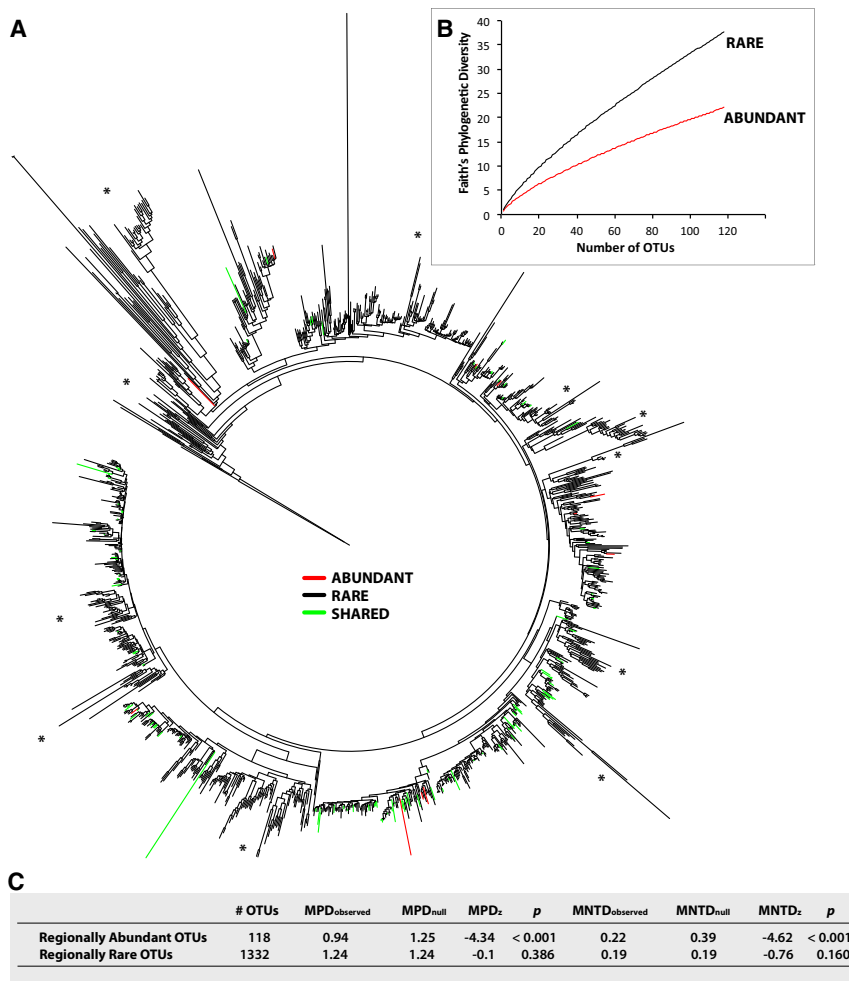 A
B
40
35
30
25
20
15
10
5
0
Faith's Phylogenetic Diversity
RARE
ABUNDANT
0 20 40 60 80 100 120
Number of OTUs
*
*
*
*
*
*
*
*
*
*
*
ABUNDANT
RARE
SHARED
C
# OTUs MPDobserved MPDnull MPDz p MNTDobserved MNTDnull MNTDz p
Regionally Abundant OTUs 118 0.94 1.25 -4.34 < 0.001 0.22 0.39 -4.62 < 0.001
Regionally Rare OTUs 1332 1.24 1.24 -0.1 0.386 0.19 0.19 -0.76 0.160